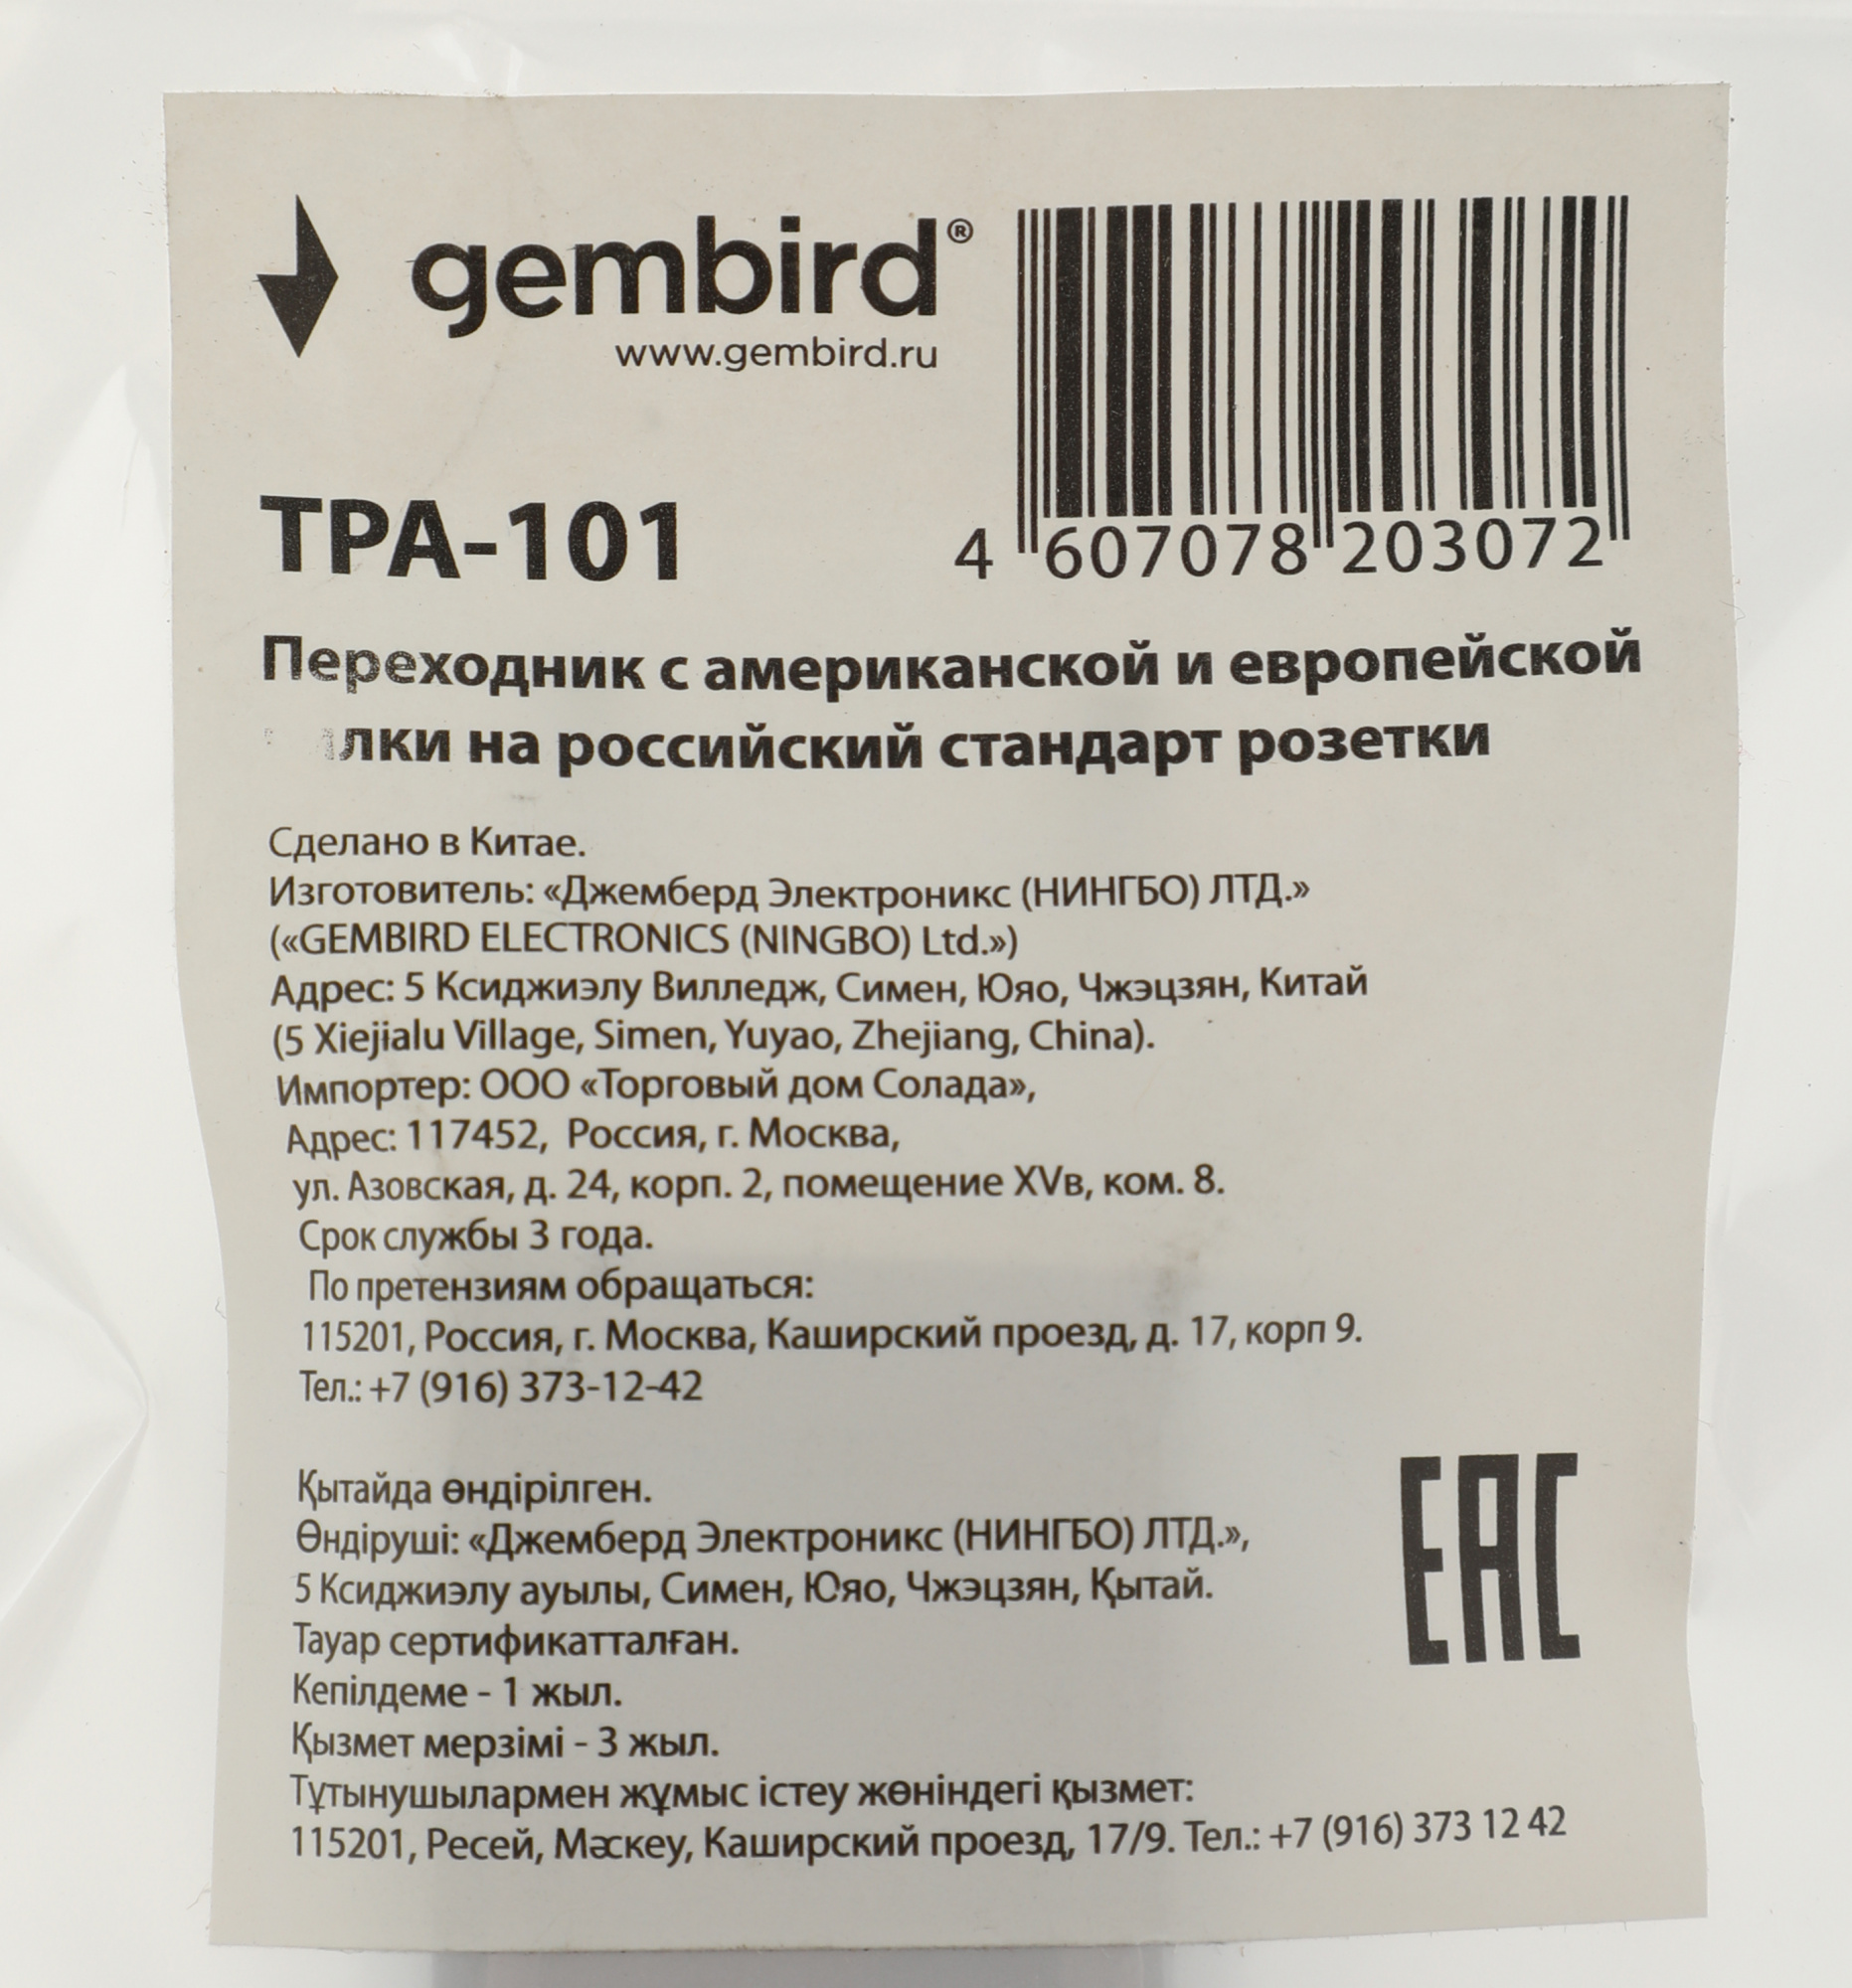 gembird®
www.gembird.ru
TPA-101
4 607078 203072
Переходник с американской и европейской
лки на российский стандарт розетки
Сделано в Китае.
Изготовитель: «Джемберд Электроникс (НИНГБО) ЛТД.»
(«GEMBIRD ELECTRONICS (NINGBO) Ltd.»)
Адрес: 5 Ксиджиэлу Вилледж, Симен, Юяо, Чжэцзян, Китай
(5 Xiejialu Village, Simen, Yuyao, Zhejiang, China).
Импортер: ООО «Торговый дом Солада»,
Адрес: 117452, Россия, г. Москва,
ул. Азовская, д. 24, корп. 2, помещение XVв, ком. 8.
Срок службы 3 года.
По претензиям обращаться:
115201, Россия, г. Москва, Каширский проезд, д. 17, корп 9.
Тел.: +7 (916) 373-12-42
Қытайда өндірілген.
Өндіруші: «Джемберд Электроникс (НИНГБО) ЛТД.»,
5 Ксиджиэлу ауылы, Симен, Юяо, Чжэцзян, Қытай.
Тауар сертификатталған.
Кепілдеме - 1 жыл.
Қызмет мерзімі - 3 жыл.
Тұтынушылармен жұмыс істеу жөніндегі қызмет:
115201, Ресей, Мәскеу, Каширский проезд, 17/9. Тел.: +7 (916) 373 12 42
EAC